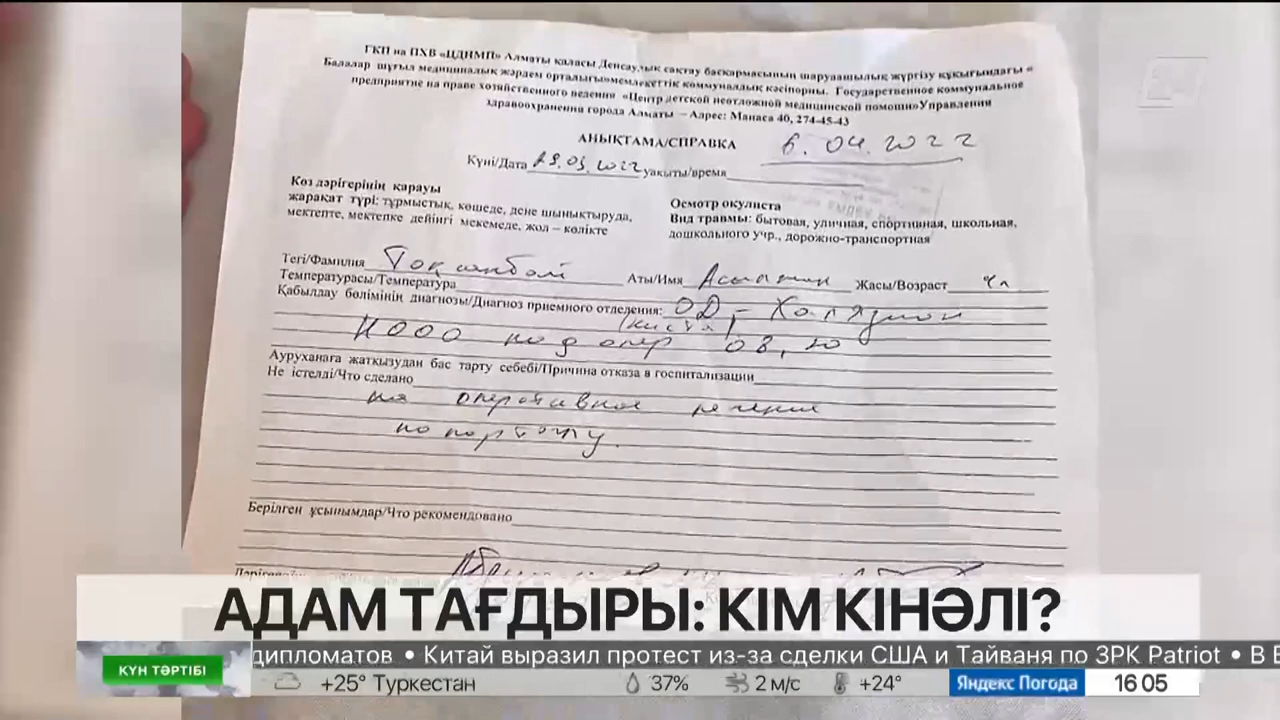 ГКП на ПХВ «ЦДНМП» Алматы қаласы Денсаулық сақтау басқармасының шаруашылық жүргізу құқығындағы «
Балалар шұғыл медициналық жәрдем орталығы»мемлекеттік коммуналдық кәсіпорны. Государственное коммунальное
предприятие на праве хозяйственного ведения «Центр детской неотложной медицинской помощи»Управления
здравоохранения города Алматы – Адрес: Манаса 40, 274-45-43
АНЫҚТАМА/СПРАВКА 6.04.2022
Күні/Дата 29.03.2022 уақыты/время
Көз дәрігерінің қарауы
жарақат түрі: тұрмыстық, көшеде, дене шынықтыруда,
мектепте, мектепке дейінгі мекемеде, жол – көлікте
Осмотр окулиста
Вид травмы: бытовая, уличная, спортивная, школьная,
дошкольного учр., дорожно-транспортная
Тегі/Фамилия Аты/Имя Жасы/Возраст
Температурасы/Температура
Қабылдау бөлімінің диагнозы/Диагноз приемного отделения: OD - Халязион
(киста)
Ауруханаға жатқызудан бас тарту себебі/Причина отказа в госпитализации
Не істелді/Что сделано
на оперативное лечение
по порталу.
Берілген ұсынымдар/Что рекомендовано
24
АДАМ ТАҒДЫРЫ: КІМ КІНӘЛІ?
КҮН ТӘРТІБІ
дипломатов • Китай выразил протест из-за сделки США и Тайваня по ЗРК Patriot • В
+25° Туркестан 37% 2 м/с +24° Яндекс Погода 16 05